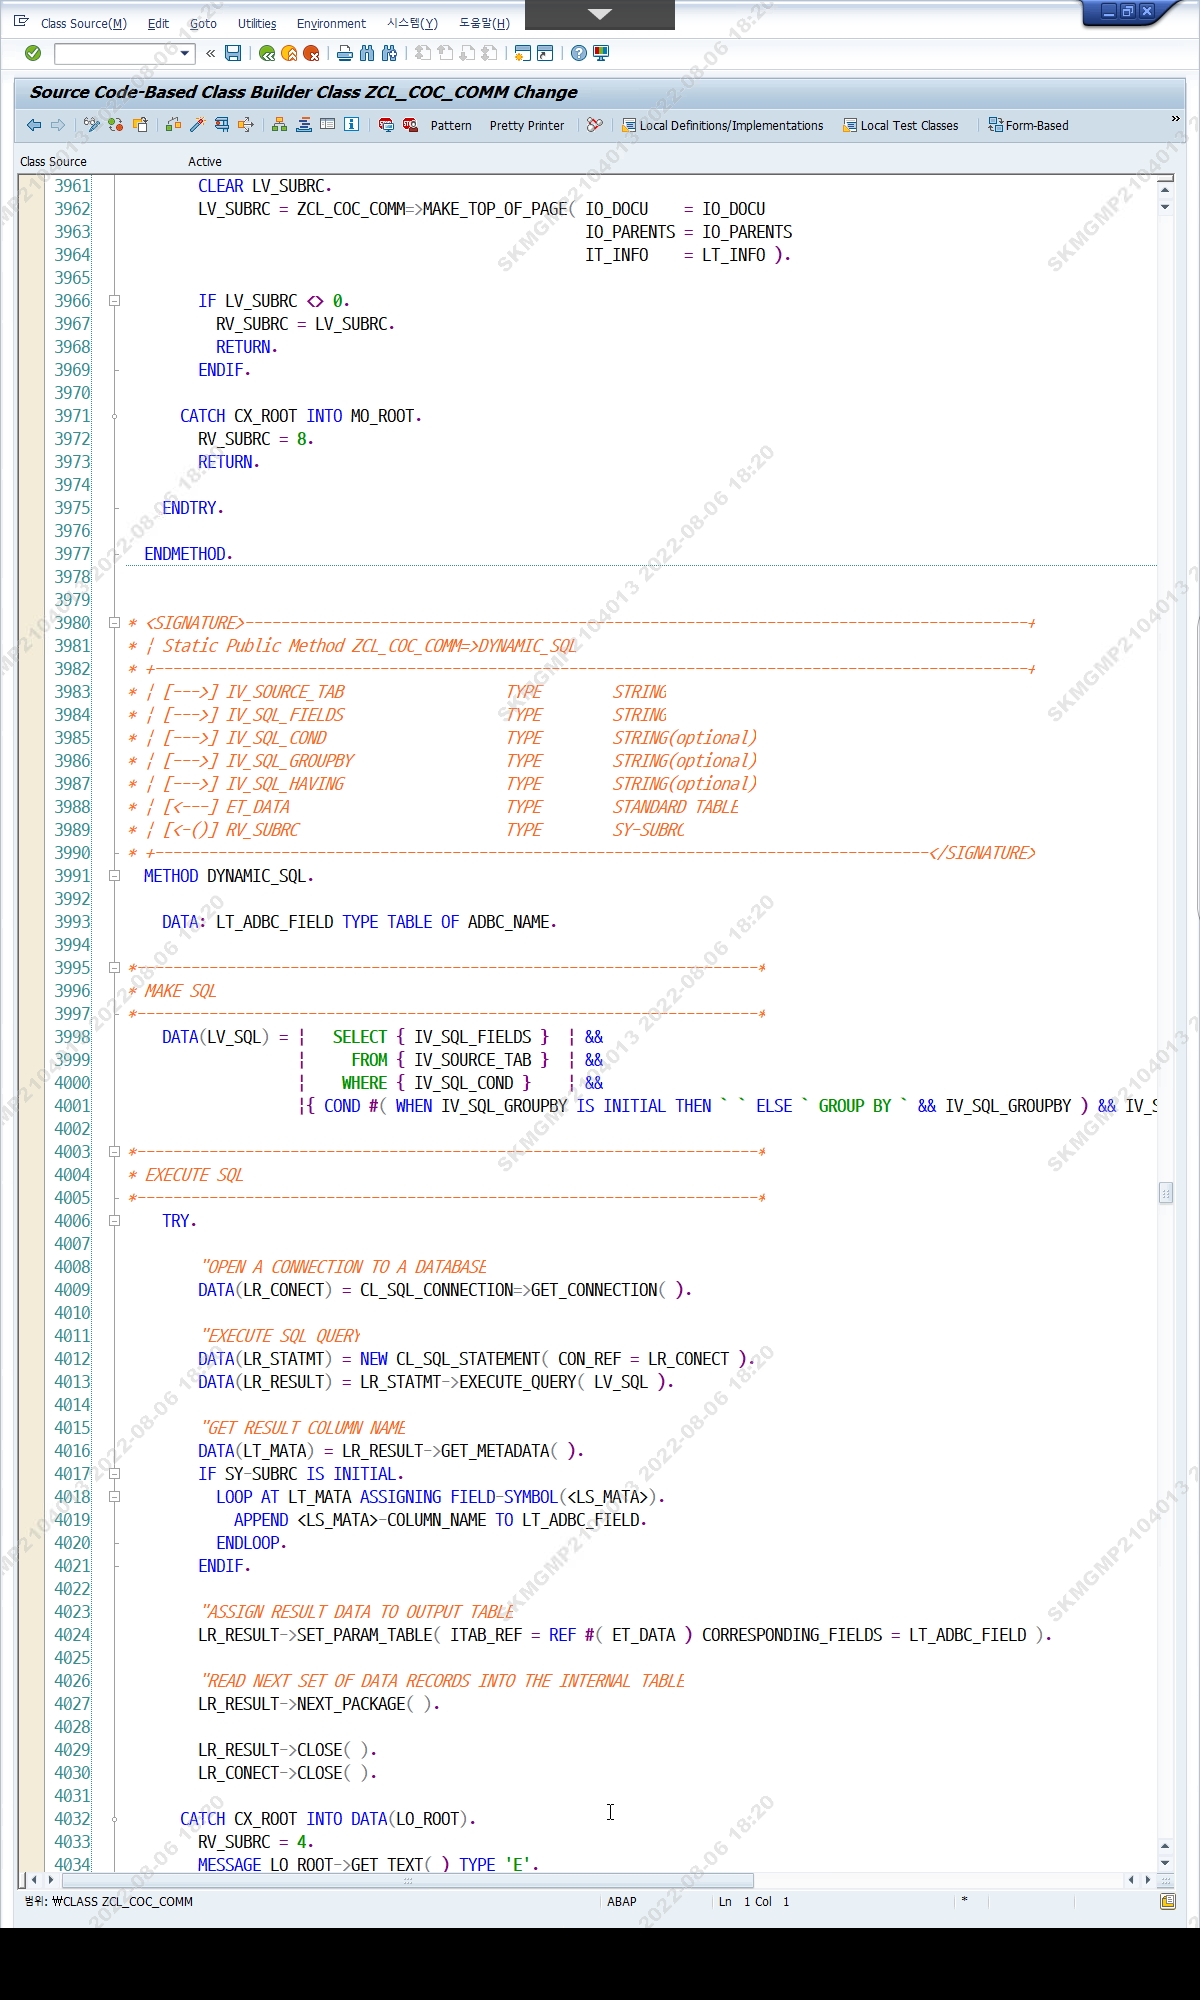 Class Source(M) Edit Goto Utilities Environment 시스템(Y) 도움말(H)
Source Code-Based Class Builder Class ZCL_COC_COMM Change
Pattern Pretty Printer Local Definitions/Implementations Local Test Classes Form-Based »
Class Source Active
3961 CLEAR LV_SUBRC.
3962 LV_SUBRC = ZCL_COC_COMM=>MAKE_TOP_OF_PAGE( IO_DOCU = IO_DOCU
3963 IO_PARENTS = IO_PARENTS
3964 IT_INFO = LT_INFO ).
3965
3966 IF LV_SUBRC <> 0.
3967 RV_SUBRC = LV_SUBRC.
3968 RETURN.
3969 ENDIF.
3970
3971 CATCH CX_ROOT INTO MO_ROOT.
3972 RV_SUBRC = 8.
3973 RETURN.
3974
3975 ENDTRY.
3976
3977 ENDMETHOD.
3978
3979
3980 * <SIGNATURE>---------------------------------------------------------------------------------------+
3981 * | Static Public Method ZCL_COC_COMM=>DYNAMIC_SQL
3982 * +-------------------------------------------------------------------------------------------------+
3983 * | [--->] IV_SOURCE_TAB TYPE STRING
3984 * | [--->] IV_SQL_FIELDS TYPE STRING
3985 * | [--->] IV_SQL_COND TYPE STRING(optional)
3986 * | [--->] IV_SQL_GROUPBY TYPE STRING(optional)
3987 * | [--->] IV_SQL_HAVING TYPE STRING(optional)
3988 * | [<---] ET_DATA TYPE STANDARD TABLE
3989 * | [<-()] RV_SUBRC TYPE SY-SUBRC
3990 * +--------------------------------------------------------------------------------------</SIGNATURE>
3991 METHOD DYNAMIC_SQL.
3992
3993 DATA: LT_ADBC_FIELD TYPE TABLE OF ADBC_NAME.
3994
3995 *---------------------------------------------------------------------*
3996 * MAKE SQL
3997 *---------------------------------------------------------------------*
3998 DATA(LV_SQL) = | SELECT { IV_SQL_FIELDS } | &&
3999 | FROM { IV_SOURCE_TAB } | &&
4000 | WHERE { IV_SQL_COND } | &&
4001 |{ COND #( WHEN IV_SQL_GROUPBY IS INITIAL THEN ` ` ELSE ` GROUP BY ` && IV_SQL_GROUPBY ) && IV_S
4002
4003 *---------------------------------------------------------------------*
4004 * EXECUTE SQL
4005 *---------------------------------------------------------------------*
4006 TRY.
4007
4008 "OPEN A CONNECTION TO A DATABASE
4009 DATA(LR_CONECT) = CL_SQL_CONNECTION=>GET_CONNECTION( ).
4010
4011 "EXECUTE SQL QUERY
4012 DATA(LR_STATMT) = NEW CL_SQL_STATEMENT( CON_REF = LR_CONECT ).
4013 DATA(LR_RESULT) = LR_STATMT->EXECUTE_QUERY( LV_SQL ).
4014
4015 "GET RESULT COLUMN NAME
4016 DATA(LT_MATA) = LR_RESULT->GET_METADATA( ).
4017 IF SY-SUBRC IS INITIAL.
4018 LOOP AT LT_MATA ASSIGNING FIELD-SYMBOL(<LS_MATA>).
4019 APPEND <LS_MATA>-COLUMN_NAME TO LT_ADBC_FIELD.
4020 ENDLOOP.
4021 ENDIF.
4022
4023 "ASSIGN RESULT DATA TO OUTPUT TABLE
4024 LR_RESULT->SET_PARAM_TABLE( ITAB_REF = REF #( ET_DATA ) CORRESPONDING_FIELDS = LT_ADBC_FIELD ).
4025
4026 "READ NEXT SET OF DATA RECORDS INTO THE INTERNAL TABLE
4027 LR_RESULT->NEXT_PACKAGE( ).
4028
4029 LR_RESULT->CLOSE( ).
4030 LR_CONECT->CLOSE( ).
4031
4032 CATCH CX_ROOT INTO DATA(LO_ROOT).
4033 RV_SUBRC = 4.
4034 MESSAGE LO_ROOT->GET_TEXT( ) TYPE 'E'.
범위: ₩CLASS ZCL_COC_COMM ABAP Ln 1 Col 1 *
SKMGMP2104013 2022-08-06 18:20